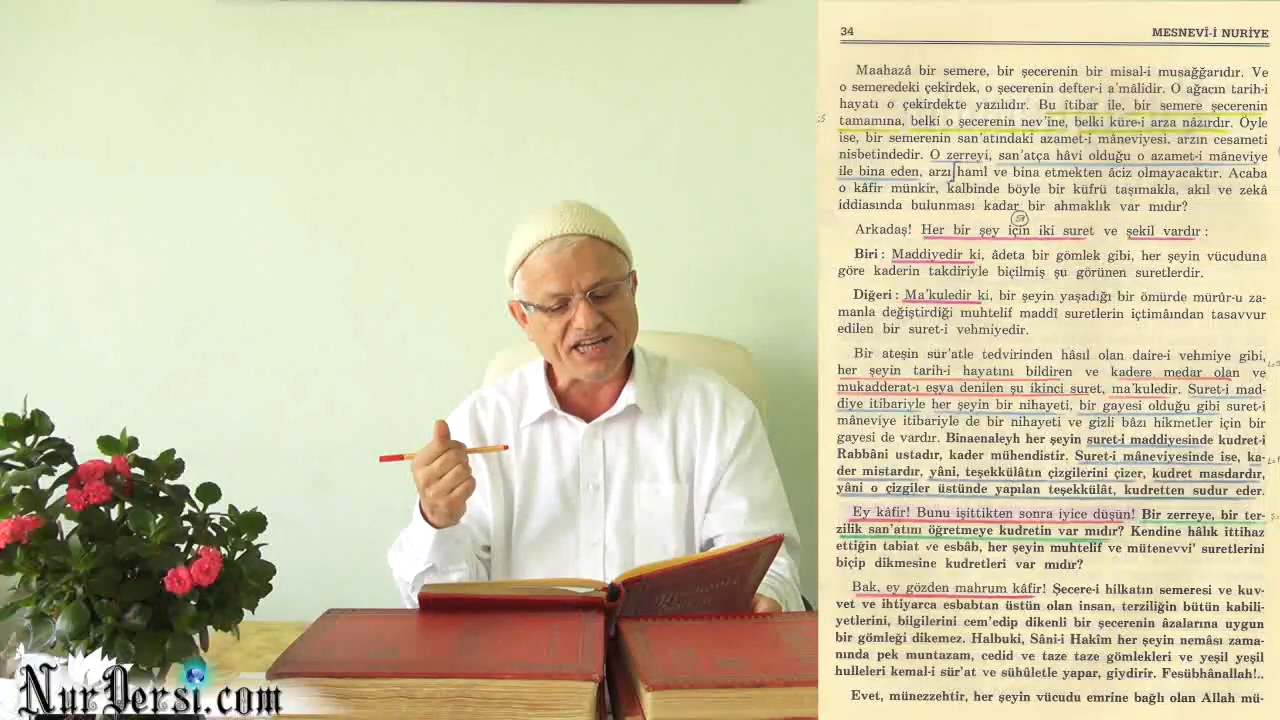 34 MESNEVÎ-İ NURİYE
Maahazâ bir semere, bir şecerenin bir misal-i musağğarıdır. Ve
o semeredeki çekirdek, o şecerenin defter-i a'mâlidir. O ağacın tarih-i
hayatı o çekirdekte yazılıdır. Bu îtibar ile, bir semere şecerenin
tamamına, belki o şecerenin nev'îne, belki küre-i arza nâzırdır. Öyle
ise, bir semerenin san'atındaki azamet-i mâneviyesi. arzın cesameti
nisbetindedir. O zerreyi, san'atça hâvi olduğu o azamet-i mâneviye
ile bina eden, arzı haml ve bina etmekten âciz olmayacaktır. Acaba
o kâfir münkir, kalbinde böyle bir küfrü taşımakla, akıl ve zekâ
iddiasında bulunması kadar bir ahmaklık var mıdır?
Arkadaş! Her bir şey için iki suret ve şekil vardır :
Biri : Maddiyedir ki, âdeta bir gömlek gibi, her şeyin vücuduna
göre kaderin takdiriyle biçilmiş şu görünen suretlerdir.
Diğeri : Ma'kuledir ki, bir şeyin yaşadığı bir ömürde mürûr-u za-
manla değiştirdiği muhtelif maddî suretlerin içtimâından tasavvur
edilen bir suret-i vehmiyedir.
Bir ateşin sür'atle tedvirinden hâsıl olan daire-i vehmiye gibi,
her şeyin tarih-i hayatını bildiren ve kadere medar olan ve
mukadderat-ı eşya denilen şu ikinci suret, ma'kuledir. Suret-i mad-
diye itibariyle her şeyin bir nihayeti, bir gayesi olduğu gibi suret-i
mâneviye itibariyle de bir nihayeti ve gizli bâzı hikmetler için bir
gayesi de vardır. Binaenaleyh her şeyin suret-i maddiyesinde kudret-i
Rabbâni ustadır, kader mühendistir. Suret-i mâneviyesinde ise, ka-
der mistardır, yâni, teşekkülâtın çizgilerini çizer, kudret masdardır,
yâni o çizgiler üstünde yapılan teşekkülât, kudretten sudur eder.
Ey kâfir! Bunu işittikten sonra iyice düşün! Bir zerreye, bir ter-
zilik san'atını öğretmeye kudretin var mıdır? Kendine hâlık ittihaz
ettiğin tabiat ve esbâb, her şeyin muhtelif ve mütenevvi' suretlerini
biçip dikmesine kudretleri var mıdır?
Bak, ey gözden mahrum kâfir! Şecere-i hilkatın semeresi ve kuv-
vet ve ihtiyarca esbabtan üstün olan insan, terziliğin bütün kabili-
yetlerini, bilgilerini cem'edip dikenli bir şecerenin âzalarına uygun
bir gömleği dikemez. Halbuki, Sâni-i Hakîm her şeyin nemâsı zama-
nında pek muntazam, cedid ve taze taze gömlekleri ve yeşil yeşil
hulleleri kemal-i sür'at ve sühûletle yapar, giydirir. Fesübhânallah!..
Evet, münezzehtir, her şeyin vücudu emrine bağlı olan Allah mü-
NurDersi.com